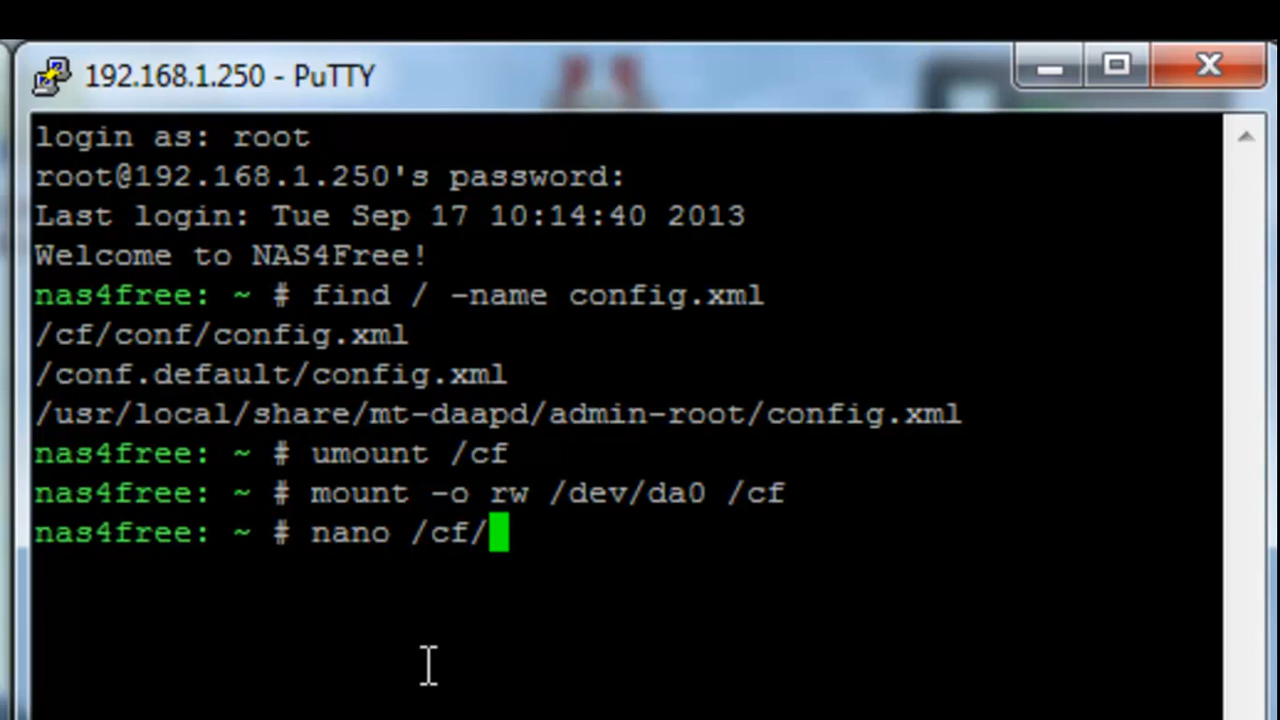 192.168.1.250 - PuTTY
login as: root
root@192.168.1.250's password:
Last login: Tue Sep 17 10:14:40 2013
Welcome to NAS4Free!
nas4free: ~ # find / -name config.xml
/cf/conf/config.xml
/conf.default/config.xml
/usr/local/share/mt-daapd/admin-root/config.xml
nas4free: ~ # umount /cf
nas4free: ~ # mount -o rw /dev/da0 /cf
nas4free: ~ # nano /cf/